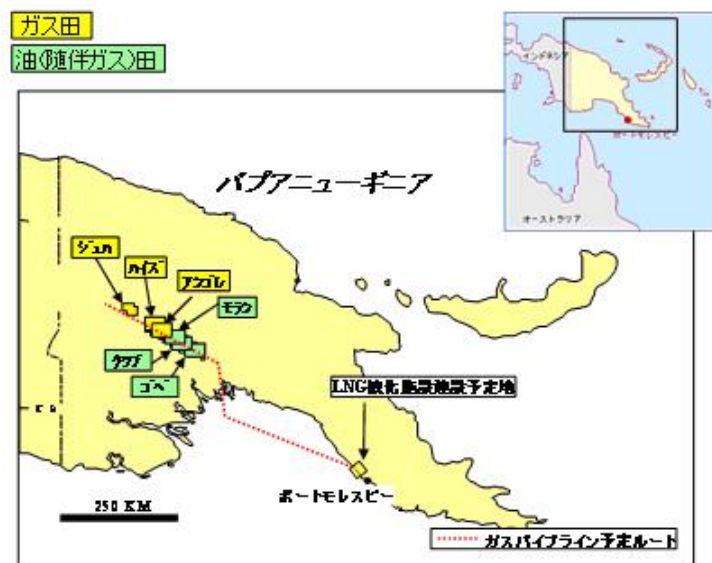 ガス田
油(随伴ガス)田
インドネシア
ポートモレスビー
オーストラリア
パプアニューギニア
ジュハ
ハイズ
アンゴレ
モラン
クツブ
ゴベ
LNG液化施設建設予定地
ポートモレスビー
250 KM
ガスパイプライン予定ルート